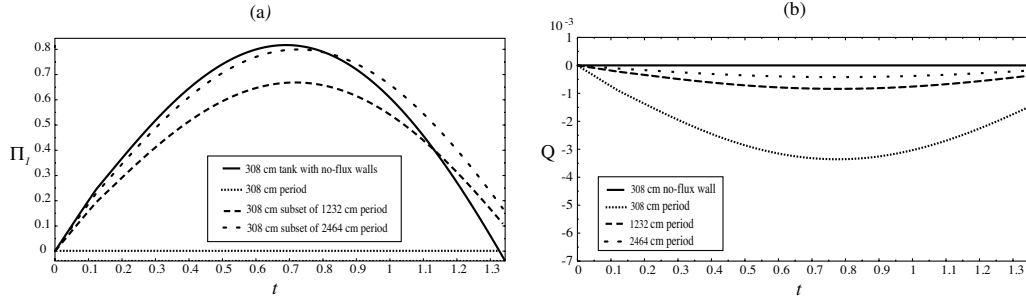 (a)
0.8
0.7
0.6
0.5
0.4
0.3
0.2
0.1
0
Π1
308 cm tank with no-flux walls
308 cm period
308 cm subset of 1232 cm period
308 cm subset of 2464 cm period
0 0.1 0.2 0.3 0.4 0.5 0.6 0.7 0.8 0.9 1.0 1.1 1.2 1.3
t
(b)
10-3
1
0
-1
-2
-3
-4
-5
-6
-7
Q
308 cm no-flux wall
308 cm period
1232 cm period
2464 cm period
0 0.1 0.2 0.3 0.4 0.5 0.6 0.7 0.8 0.9 1.0 1.1 1.2 1.3
t